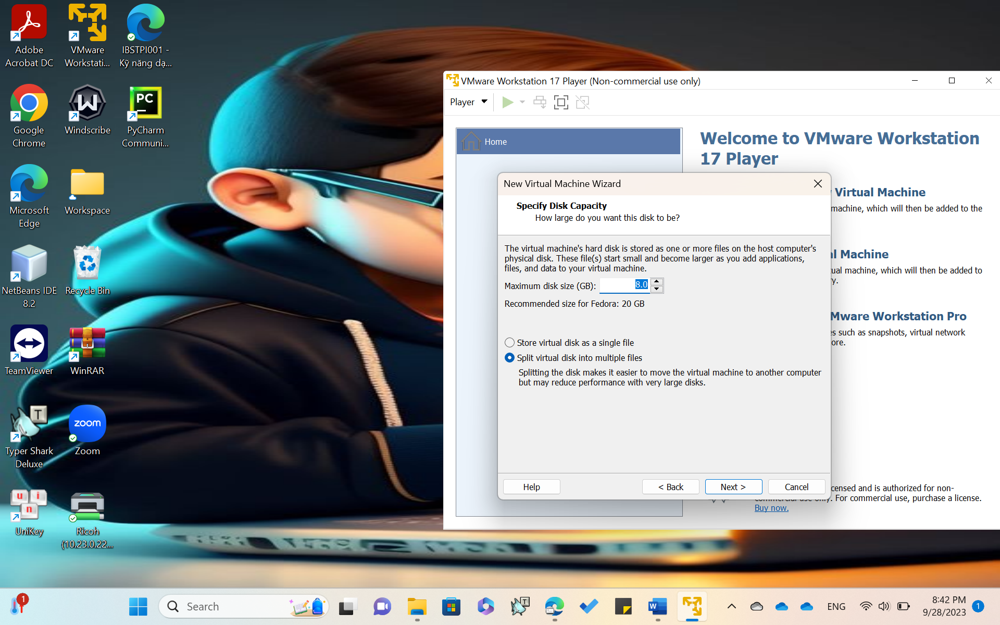 Adobe
Acrobat DC
VMware
Workstati...
IBSTPI001 -
Kỹ năng dạ...
Google
Chrome
Windscribe
PC
PyCharm
Communi...
Microsoft
Edge
Workspace
NetBeans IDE
8.2
Recycle Bin
TeamViewer
WinRAR
T
Typer Shark
Deluxe
zoom
Zoom
u i
n
UniKey
Ricoh
(10.23.0.22...
VMware Workstation 17 Player (Non-commercial use only)
Player
Home
Welcome to VMware Workstation
17 Player
Virtual Machine
machine, which will then be added to the
l Machine
ual machine, which will then be added to
y.
Mware Workstation Pro
s such as snapshots, virtual network
ore.
censed and is authorized for non-
commercial use only. For commercial use, purchase a license.
Buy now.
New Virtual Machine Wizard
Specify Disk Capacity
How large do you want this disk to be?
The virtual machine's hard disk is stored as one or more files on the host computer's
physical disk. These file(s) start small and become larger as you add applications,
files, and data to your virtual machine.
Maximum disk size (GB): 8.0
Recommended size for Fedora: 20 GB
Store virtual disk as a single file
Split virtual disk into multiple files
Splitting the disk makes it easier to move the virtual machine to another computer
but may reduce performance with very large disks.
Help
< Back
Next >
Cancel
1
Search
T
W
ENG
8:42 PM
9/28/2023
1